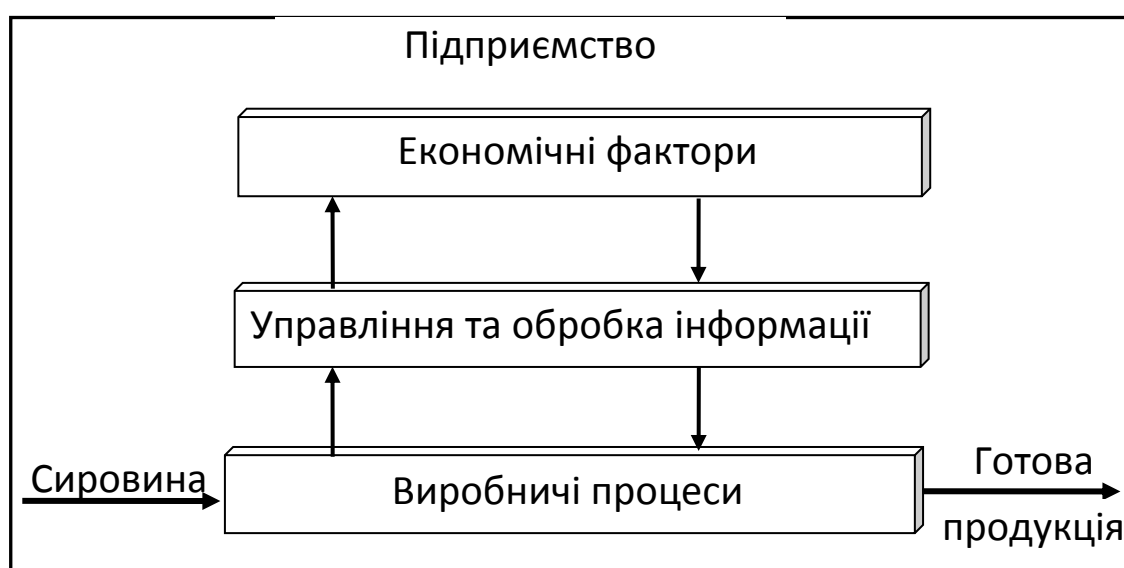 Підприємство
Економічні фактори
Управління та обробка інформації
Сировина
Виробничі процеси
Готова
продукція